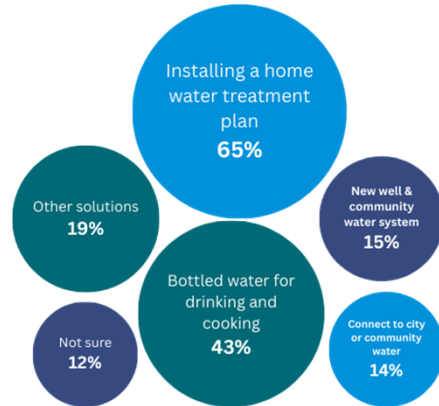 Installing a home
water treatment
plan
65%
Other solutions
19%
New well &
community
water system
15%
Bottled water for
drinking and
cooking
43%
Not sure
12%
Connect to city
or community
water
14%